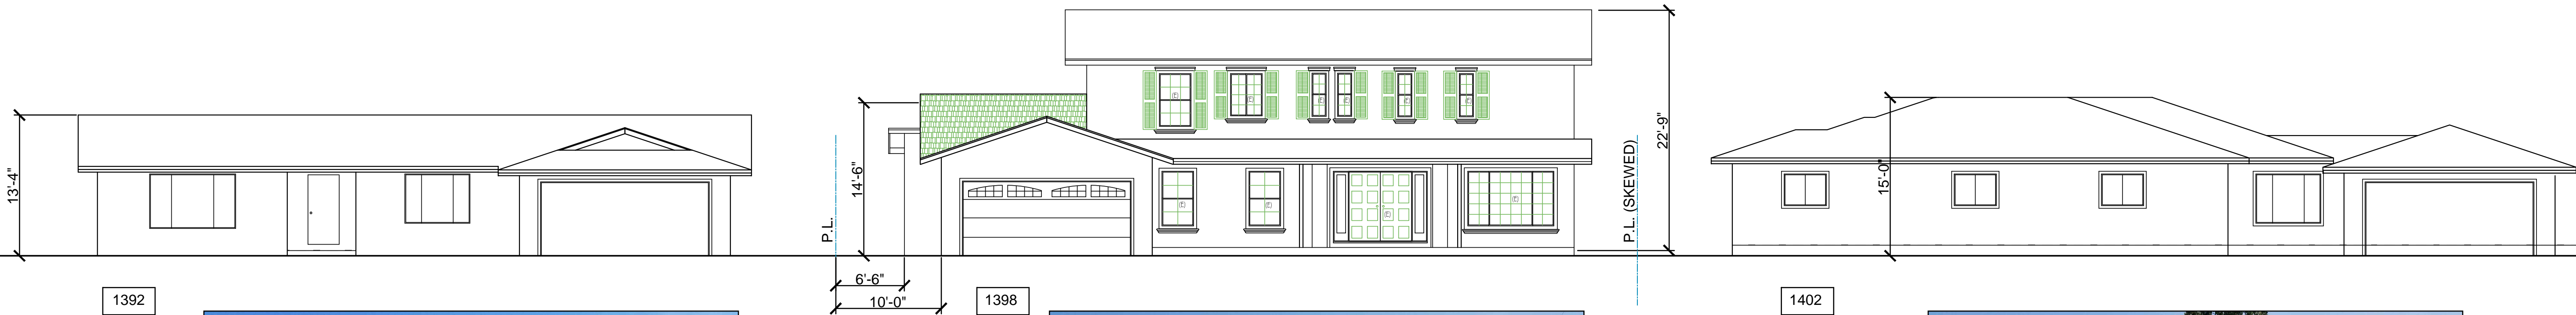 13'-4"
P.L.
14'-6"
6'-6"
10'-0"
(E)
(E)
(E)
(E)
(E)
(E)
(E)
(E)
(E)
(E)
P.L. (SKEWED)
22'-9"
15'-0"
1392
1398
1402